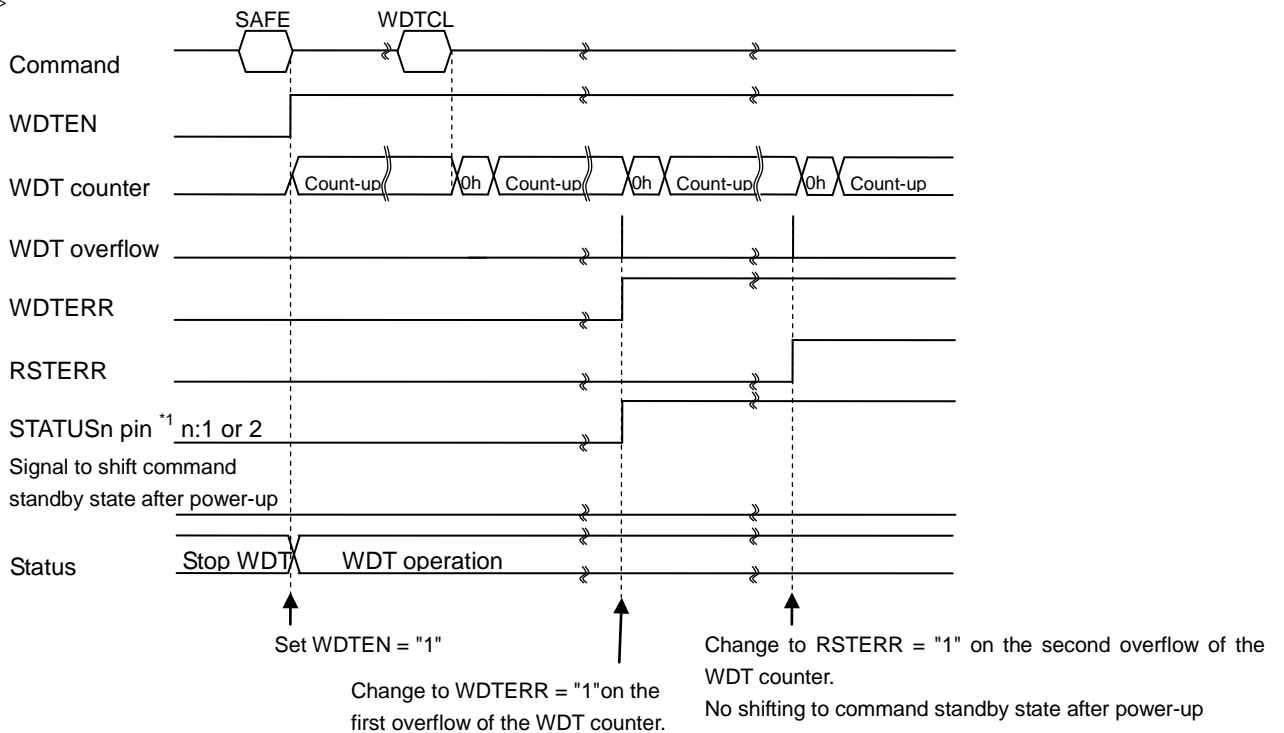 >
SAFE WDTCL
Command
WDTEN
WDT counter Count-up 0h Count-up 0h Count-up 0h Count-up
WDT overflow
WDTERR
RSTERR
STATUSn pin *1 n:1 or 2
Signal to shift command
standby state after power-up
Status Stop WDT WDT operation
Set WDTEN = "1"
Change to WDTERR = "1"on the
first overflow of the WDT counter.
Change to RSTERR = "1" on the second overflow of the
WDT counter.
No shifting to command standby state after power-up